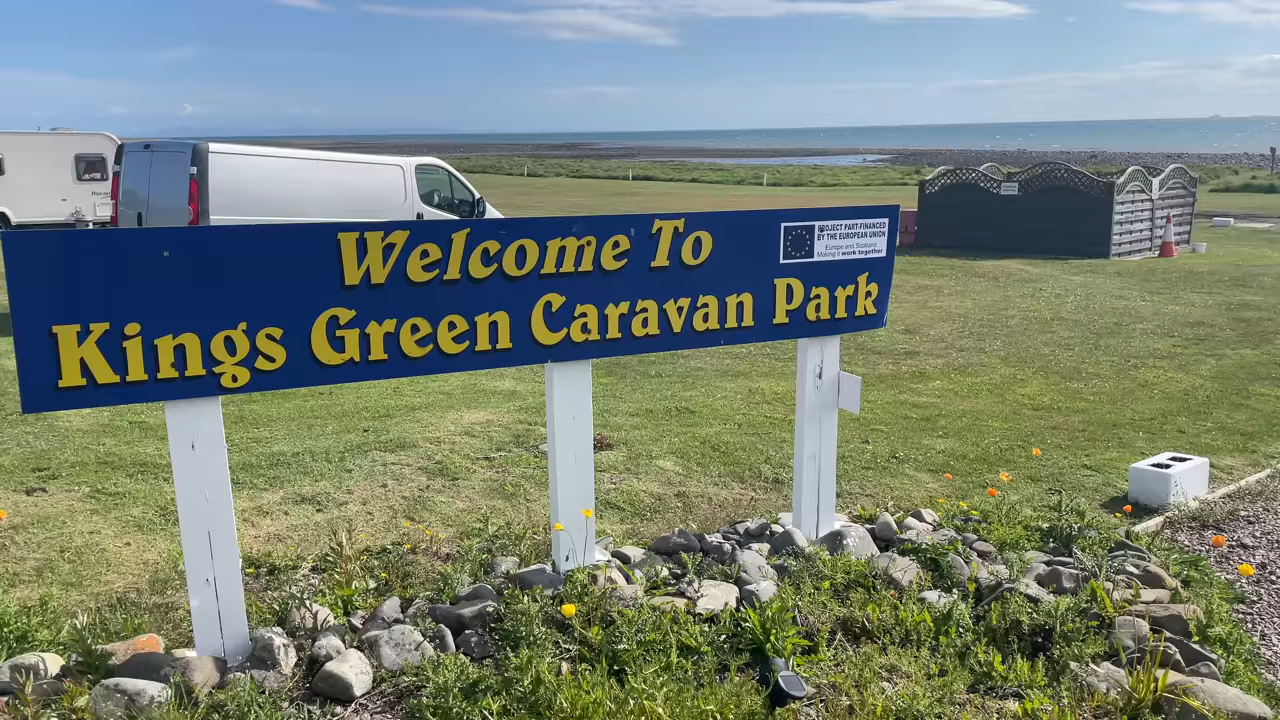 Welcome To
Kings Green Caravan Park
PROJECT PART-FINANCED
BY THE EUROPEAN UNION
Europe and Scotland
Making it work together